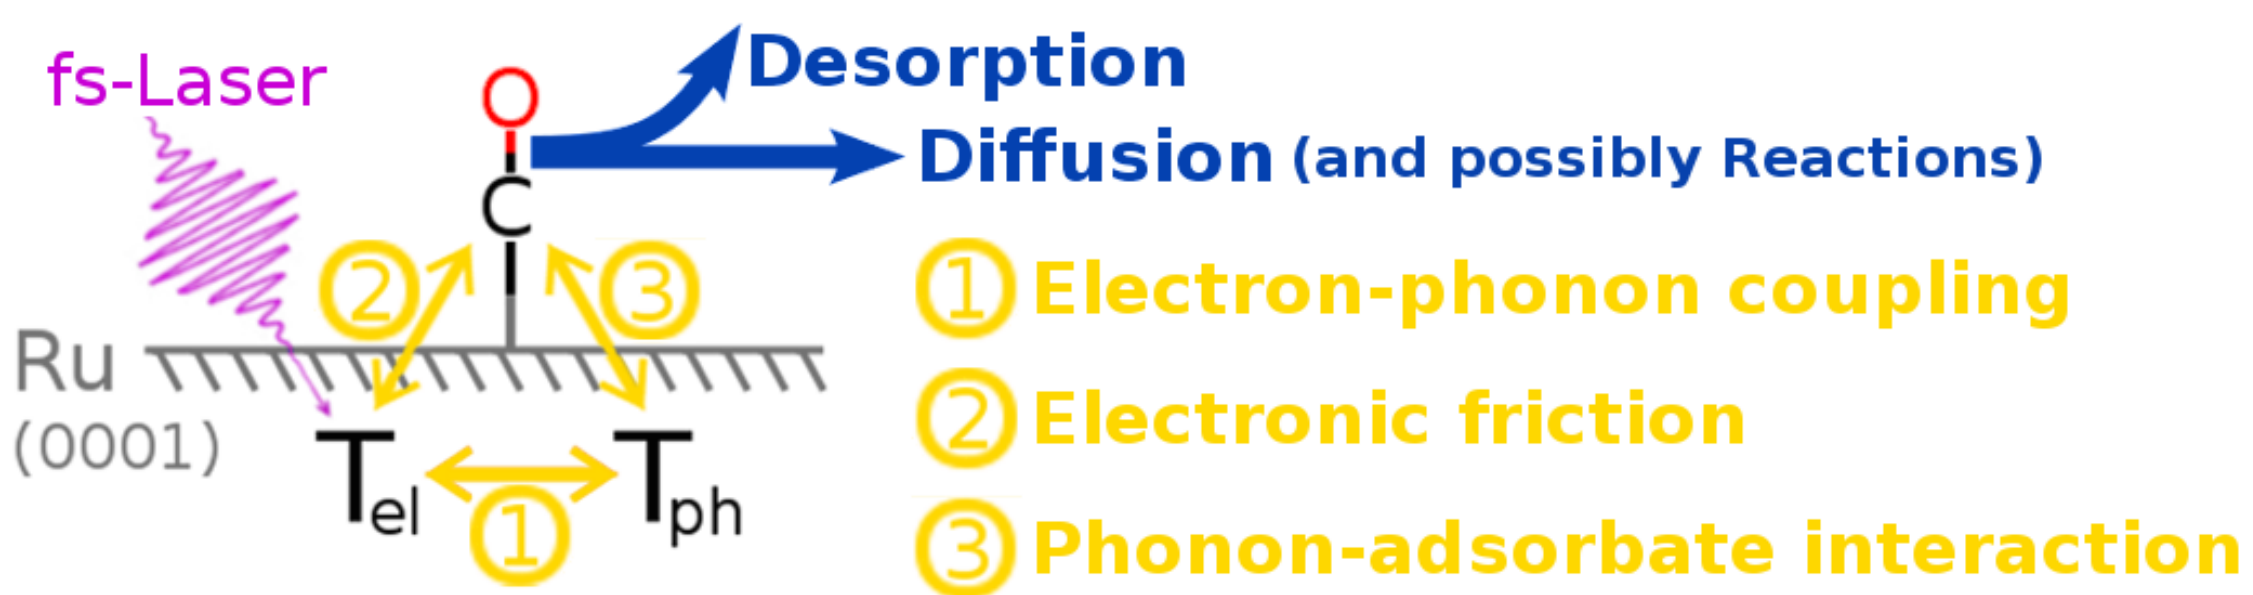 fs-Laser
O
C
Desorption
Diffusion (and possibly Reactions)
② ③
Ru
(0001)
Tel Tph
①
① Electron-phonon coupling
② Electronic friction
③ Phonon-adsorbate interaction